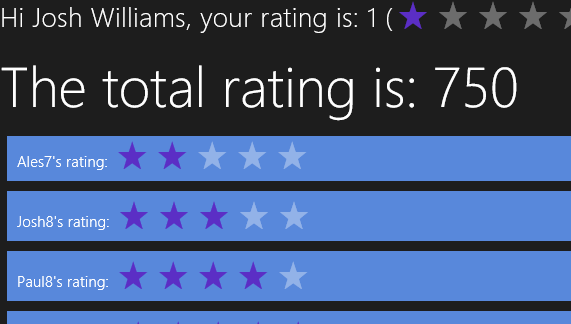 Hi Josh Williams, your rating is: 1 (
The total rating is: 750
Ales7's rating:
Josh8's rating:
Paul8's rating: